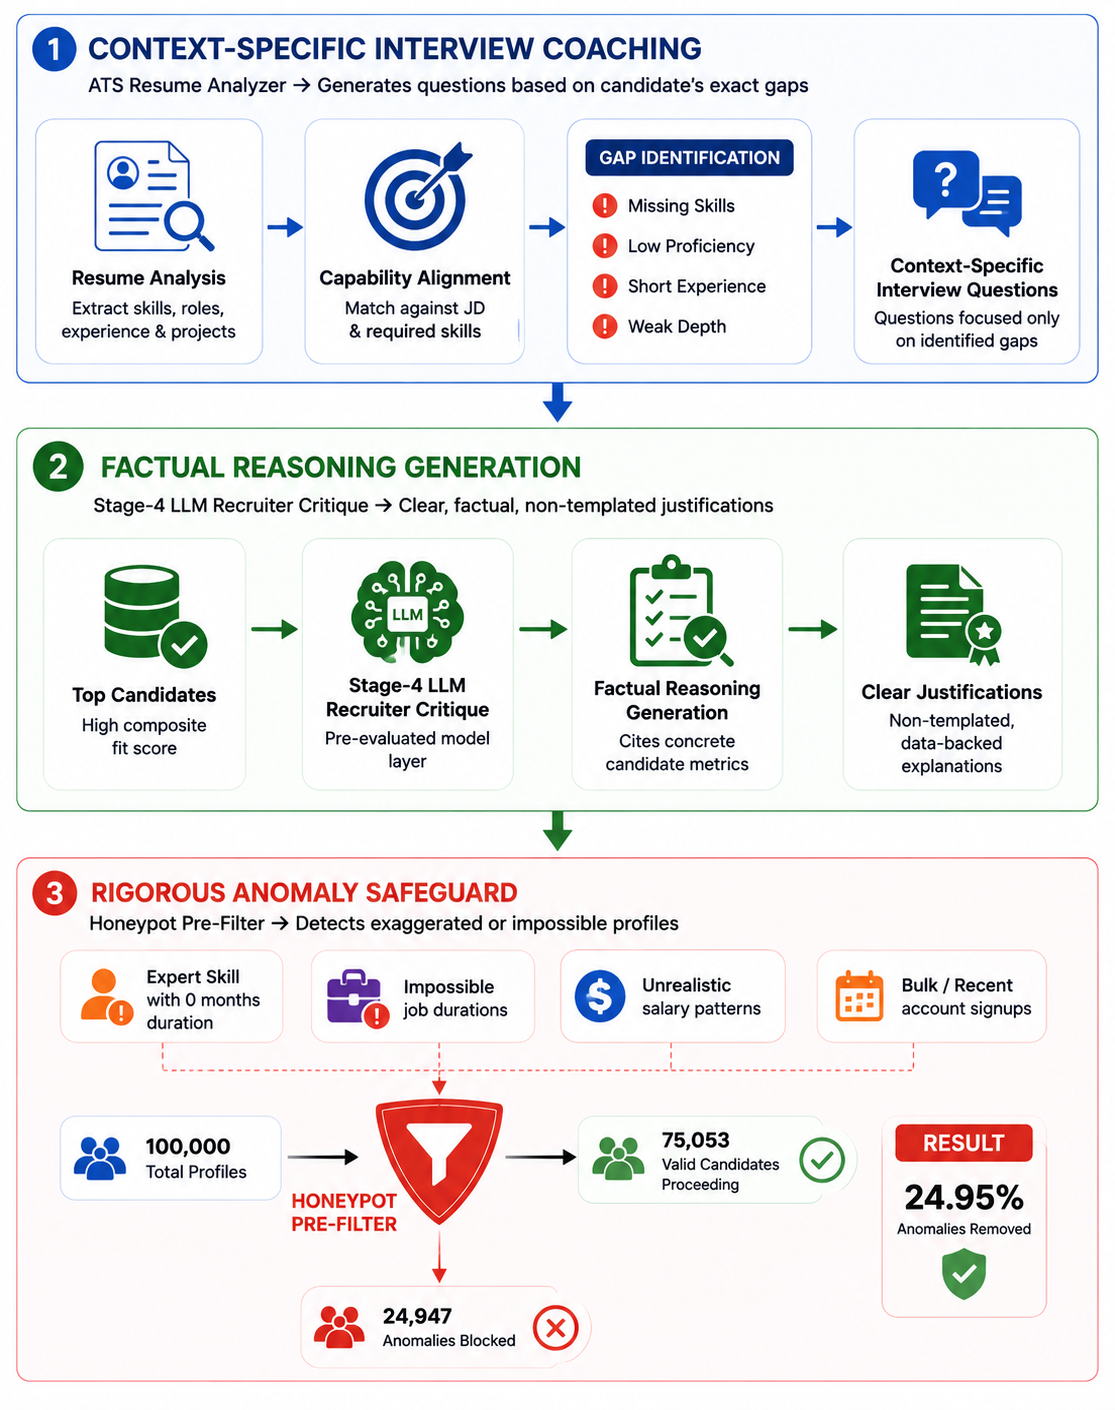 1 CONTEXT-SPECIFIC INTERVIEW COACHING
ATS Resume Analyzer → Generates questions based on candidate's exact gaps
Resume Analysis
Extract skills, roles,
experience & projects
Capability Alignment
Match against JD
& required skills
GAP IDENTIFICATION
! Missing Skills
! Low Proficiency
! Short Experience
! Weak Depth
?
Context-Specific
Interview Questions
Questions focused only
on identified gaps
2 FACTUAL REASONING GENERATION
Stage-4 LLM Recruiter Critique → Clear, factual, non-templated justifications
Top Candidates
High composite
fit score
LLM
Stage-4 LLM
Recruiter Critique
Pre-evaluated model
layer
Factual Reasoning
Generation
Cites concrete
candidate metrics
Clear Justifications
Non-templated,
data-backed
explanations
3 RIGOROUS ANOMALY SAFEGUARD
Honeypot Pre-Filter → Detects exaggerated or impossible profiles
!
Expert Skill
with 0 months
duration
!
Impossible
job durations
$
Unrealistic
salary patterns
Bulk / Recent
account signups
100,000
Total Profiles
HONEYPOT
PRE-FILTER
75,053
Valid Candidates
Proceeding
RESULT
24.95%
Anomalies Removed
24,947
Anomalies Blocked